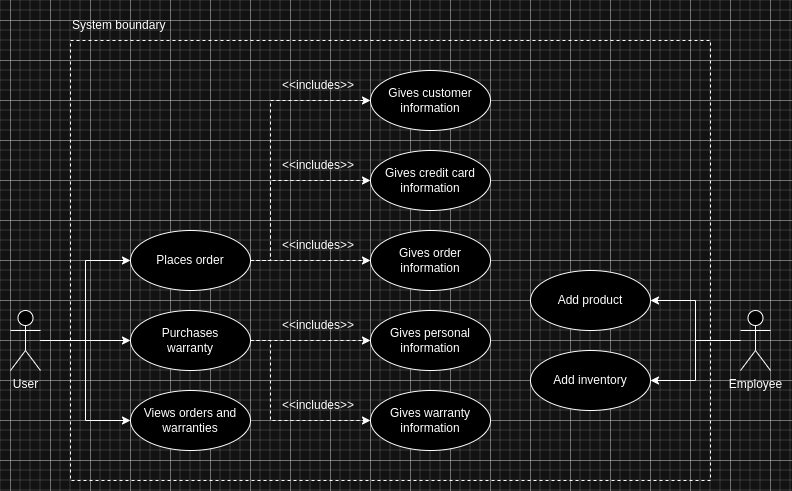 System boundary
<<includes>>
Gives customer
information
<<includes>>
Gives credit card
information
<<includes>>
Places order
Gives order
information
Add product
<<includes>>
Purchases
warranty
Gives personal
information
User
Add inventory
Employee
<<includes>>
Views orders and
warranties
Gives warranty
information